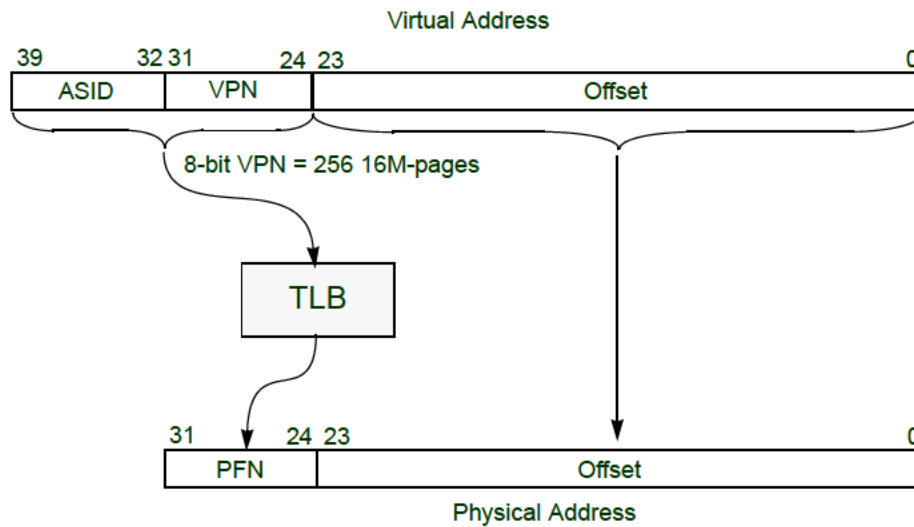 Virtual Address
39 32 31 24 23 0
ASID VPN Offset
8-bit VPN = 256 16M-pages
TLB
31 24 23 0
PFN Offset
Physical Address